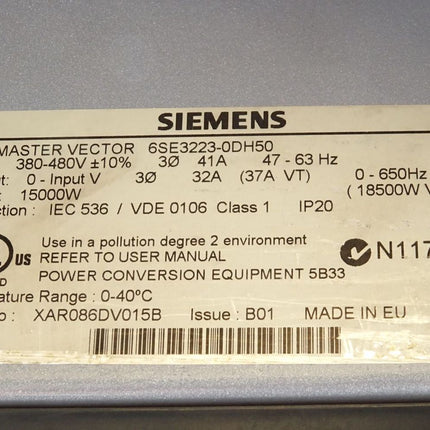 SIEMENS
MASTER VECTOR 6SE3223-0DH50
380-480V ±10% 3Ø 41A 47 - 63 Hz
0 - Input V 3Ø 32A (37A VT) 0 - 650Hz
15000W (18500W V
IEC 536 / VDE 0106 Class 1 IP20
Use in a pollution degree 2 environment
US REFER TO USER MANUAL N117
POWER CONVERSION EQUIPMENT 5B33
ature Range : 0-40°C
XAR086DV015B Issue : B01 MADE IN EU